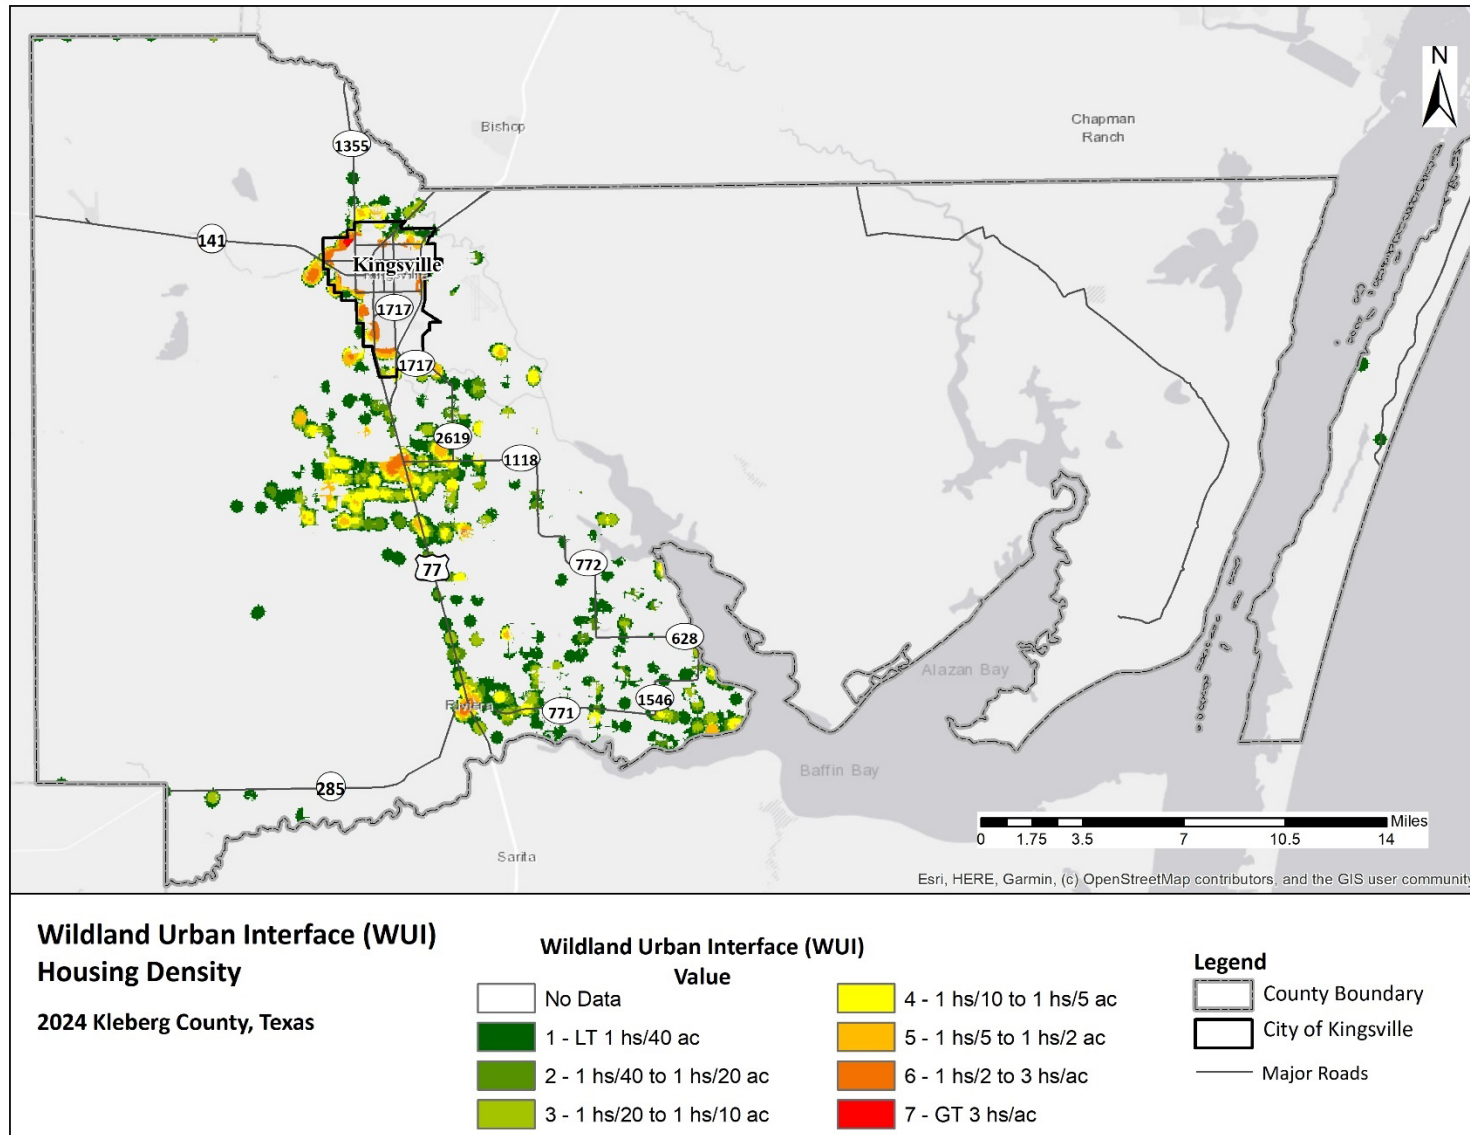 N
Bishop
Chapman
Ranch
1355
141
Kingsville
1717
1717
2619
1118
77
772
628
Alazan Bay
1546
Riviera
771
Baffin Bay
285
Miles
0 1.75 3.5 7 10.5 14
Sarita
Esri, HERE, Garmin, (c) OpenStreetMap contributors, and the GIS user community
Wildland Urban Interface (WUI)
Housing Density
2024 Kleberg County, Texas
Wildland Urban Interface (WUI)
Value
No Data
1 - LT 1 hs/40 ac
2 - 1 hs/40 to 1 hs/20 ac
3 - 1 hs/20 to 1 hs/10 ac
4 - 1 hs/10 to 1 hs/5 ac
5 - 1 hs/5 to 1 hs/2 ac
6 - 1 hs/2 to 3 hs/ac
7 - GT 3 hs/ac
Legend
County Boundary
City of Kingsville
Major Roads